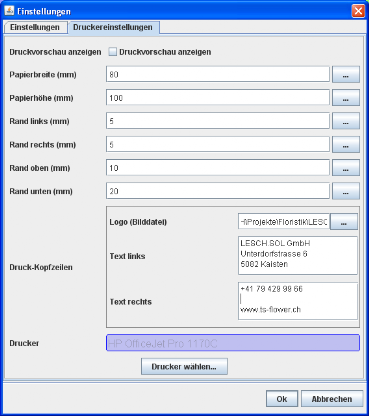 Einstellungen
Einstellungen Druckereinstellungen
Druckvorschau anzeigen Druckvorschau anzeigen
Papierbreite (mm) 80 ...
Papierhöhe (mm) 100 ...
Rand links (mm) 5 ...
Rand rechts (mm) 5 ...
Rand oben (mm) 10 ...
Rand unten (mm) 20 ...
Druck-Kopfzeilen
Logo (Bilddatei) H:\Projekte\Floristik\LESC ...
Text links
LESCH.SOL GmbH
Unterdorfstrasse 6
5082 Kaisten
Text rechts
+41 79 429 99 66
www.ts-flower.ch
Drucker HP OfficeJet Pro 1170C
Drucker wählen...
Ok Abbrechen